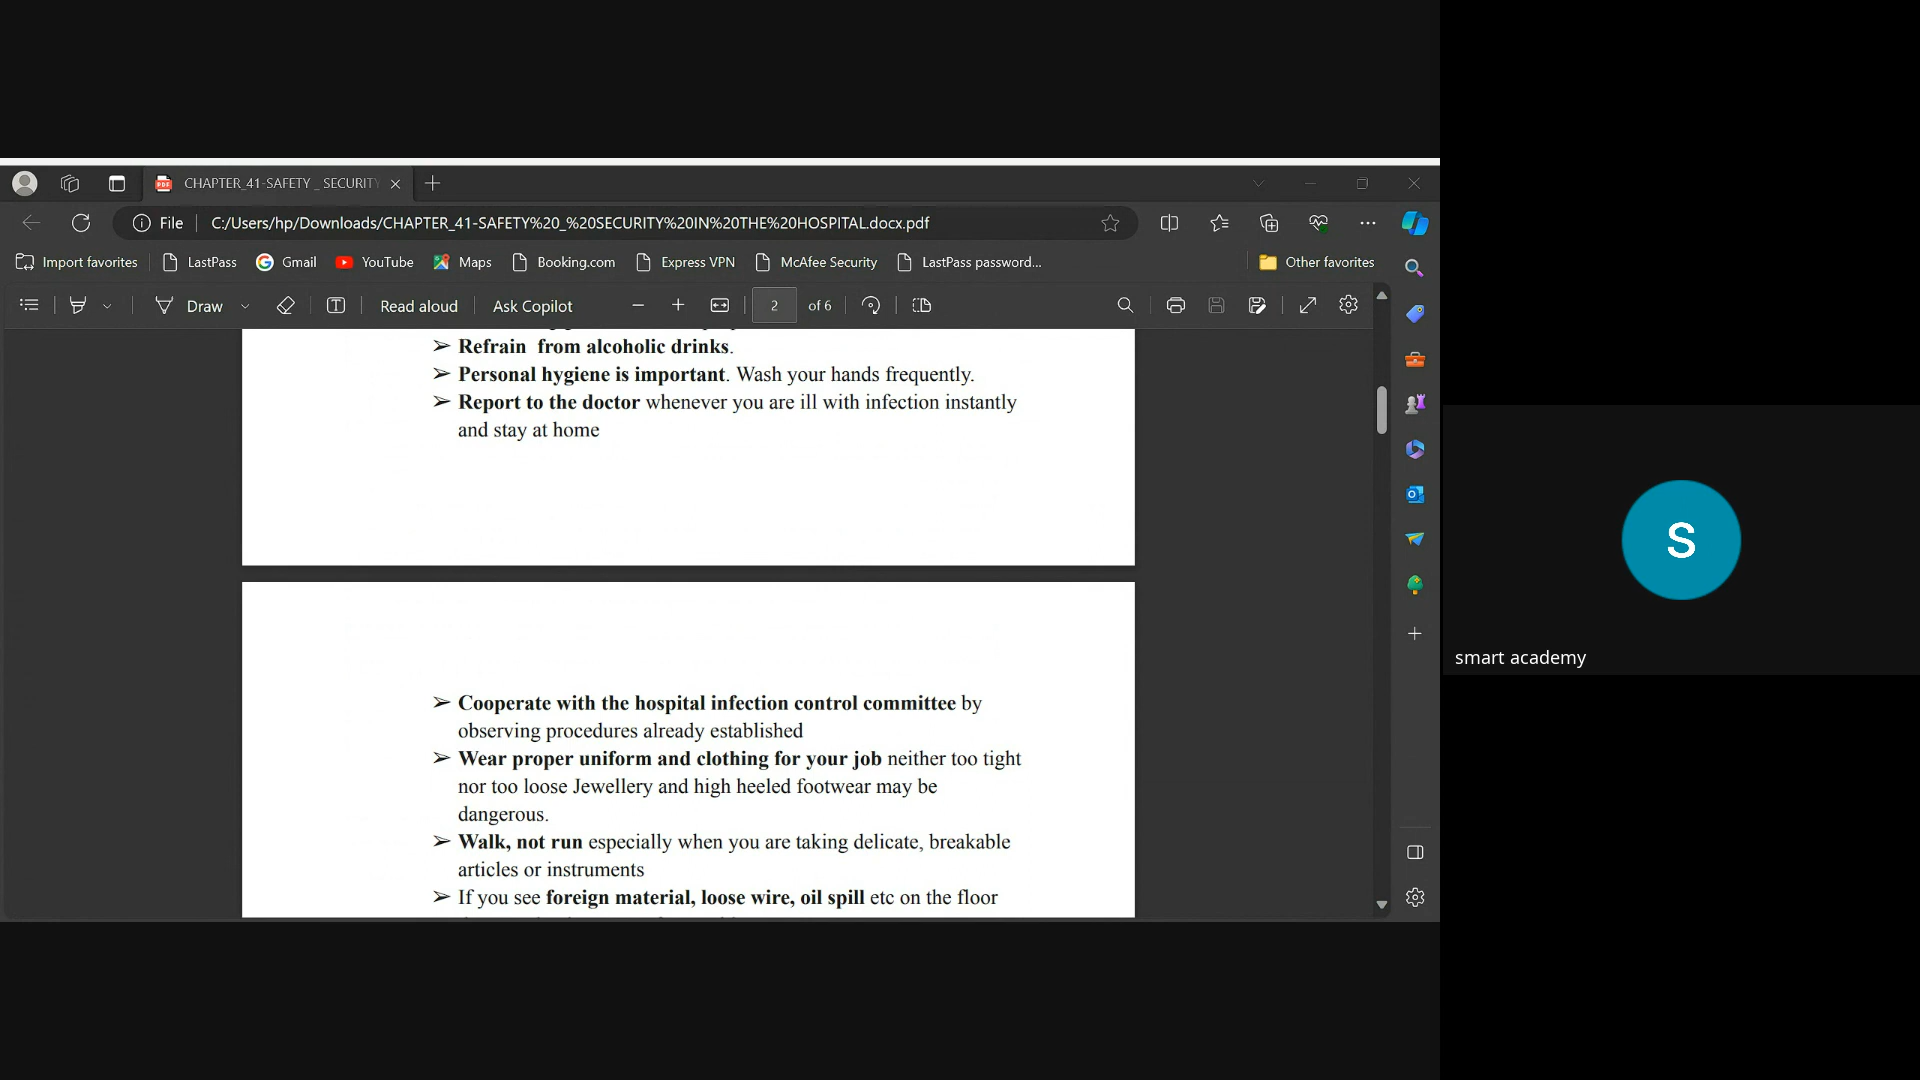 CHAPTER_41-SAFETY _ SECURITY
File C:/Users/hp/Downloads/CHAPTER_41-SAFETY%20_%20SECURITY%20IN%20THE%20HOSPITAL.docx.pdf
Import favorites LastPass Gmail YouTube Maps Booking.com Express VPN McAfee Security LastPass password... Other favorites
Draw Read aloud Ask Copilot 2 of 6
➢ Refrain  from alcoholic drinks.
➢ Personal hygiene is important. Wash your hands frequently.
➢ Report to the doctor whenever you are ill with infection instantly
and stay at home
➢ Cooperate with the hospital infection control committee by
observing procedures already established
➢ Wear proper uniform and clothing for your job neither too tight
nor too loose Jewellery and high heeled footwear may be
dangerous.
➢ Walk, not run especially when you are taking delicate, breakable
articles or instruments
➢ If you see foreign material, loose wire, oil spill etc on the floor
S
smart academy